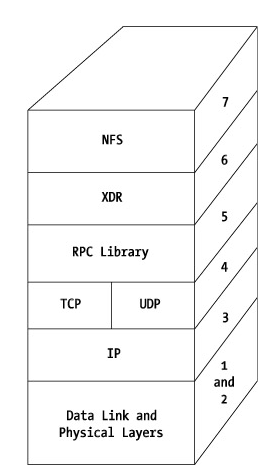 7
NFS
6
XDR
5
RPC Library
4
TCP UDP
3
IP
1
and
2
Data Link and
Physical Layers